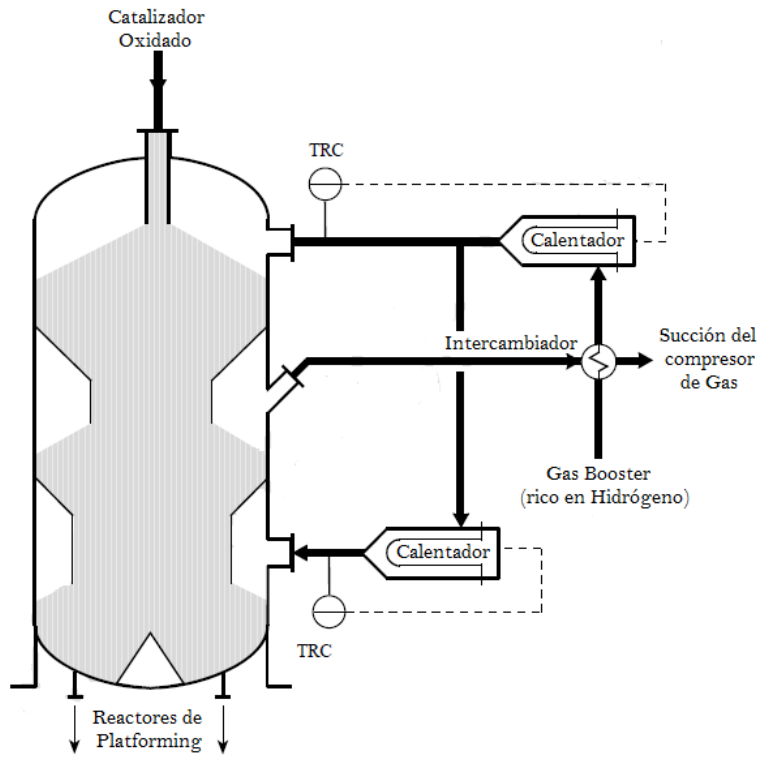 Catalizador
Oxidado
TRC
Calentador
Intercambiador
Succión del
compresor
de Gas
Gas Booster
(rico en Hidrógeno)
Calentador
TRC
Reactores de
Platforming